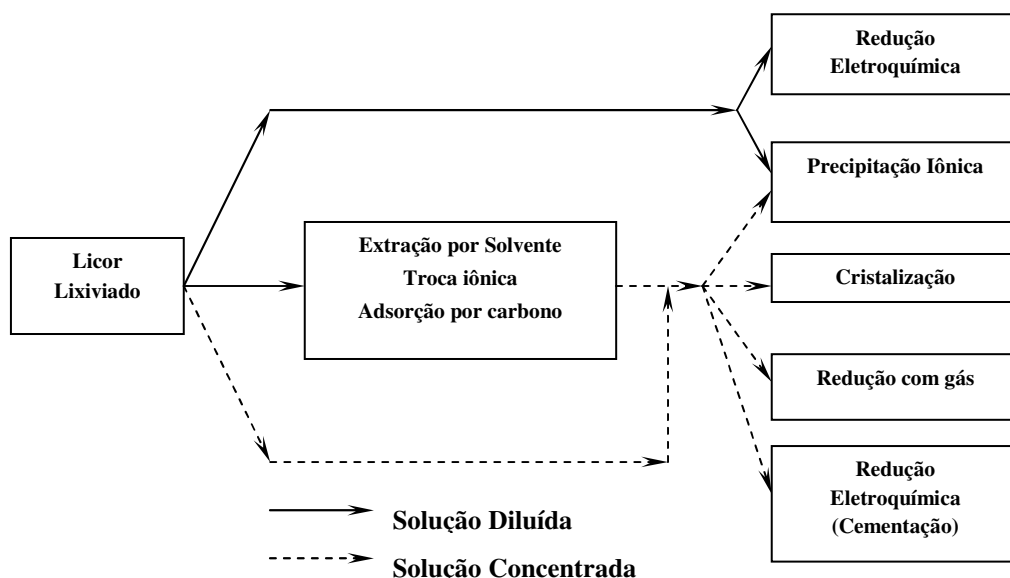 Redução
Eletroquímica
Precipitação Iônica
Licor
Lixiviado
Extração por Solvente
Troca iônica
Adsorção por carbono
Cristalização
Redução com gás
Redução
Eletroquímica
(Cementação)
Solução Diluída
Solução Concentrada